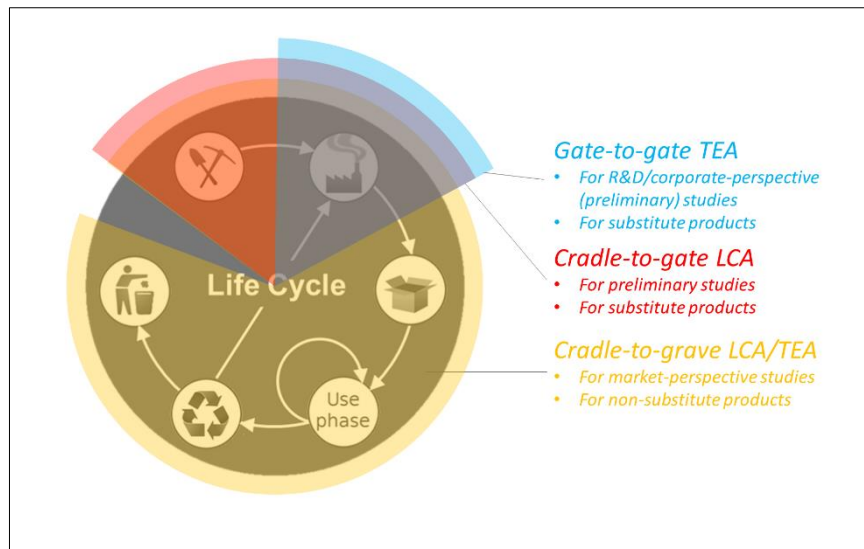 Gate-to-gate TEA
• For R&D/corporate-perspective
(preliminary) studies
• For substitute products
Cradle-to-gate LCA
• For preliminary studies
• For substitute products
Life Cycle
Cradle-to-grave LCA/TEA
• For market-perspective studies
• For non-substitute products
Use
phase